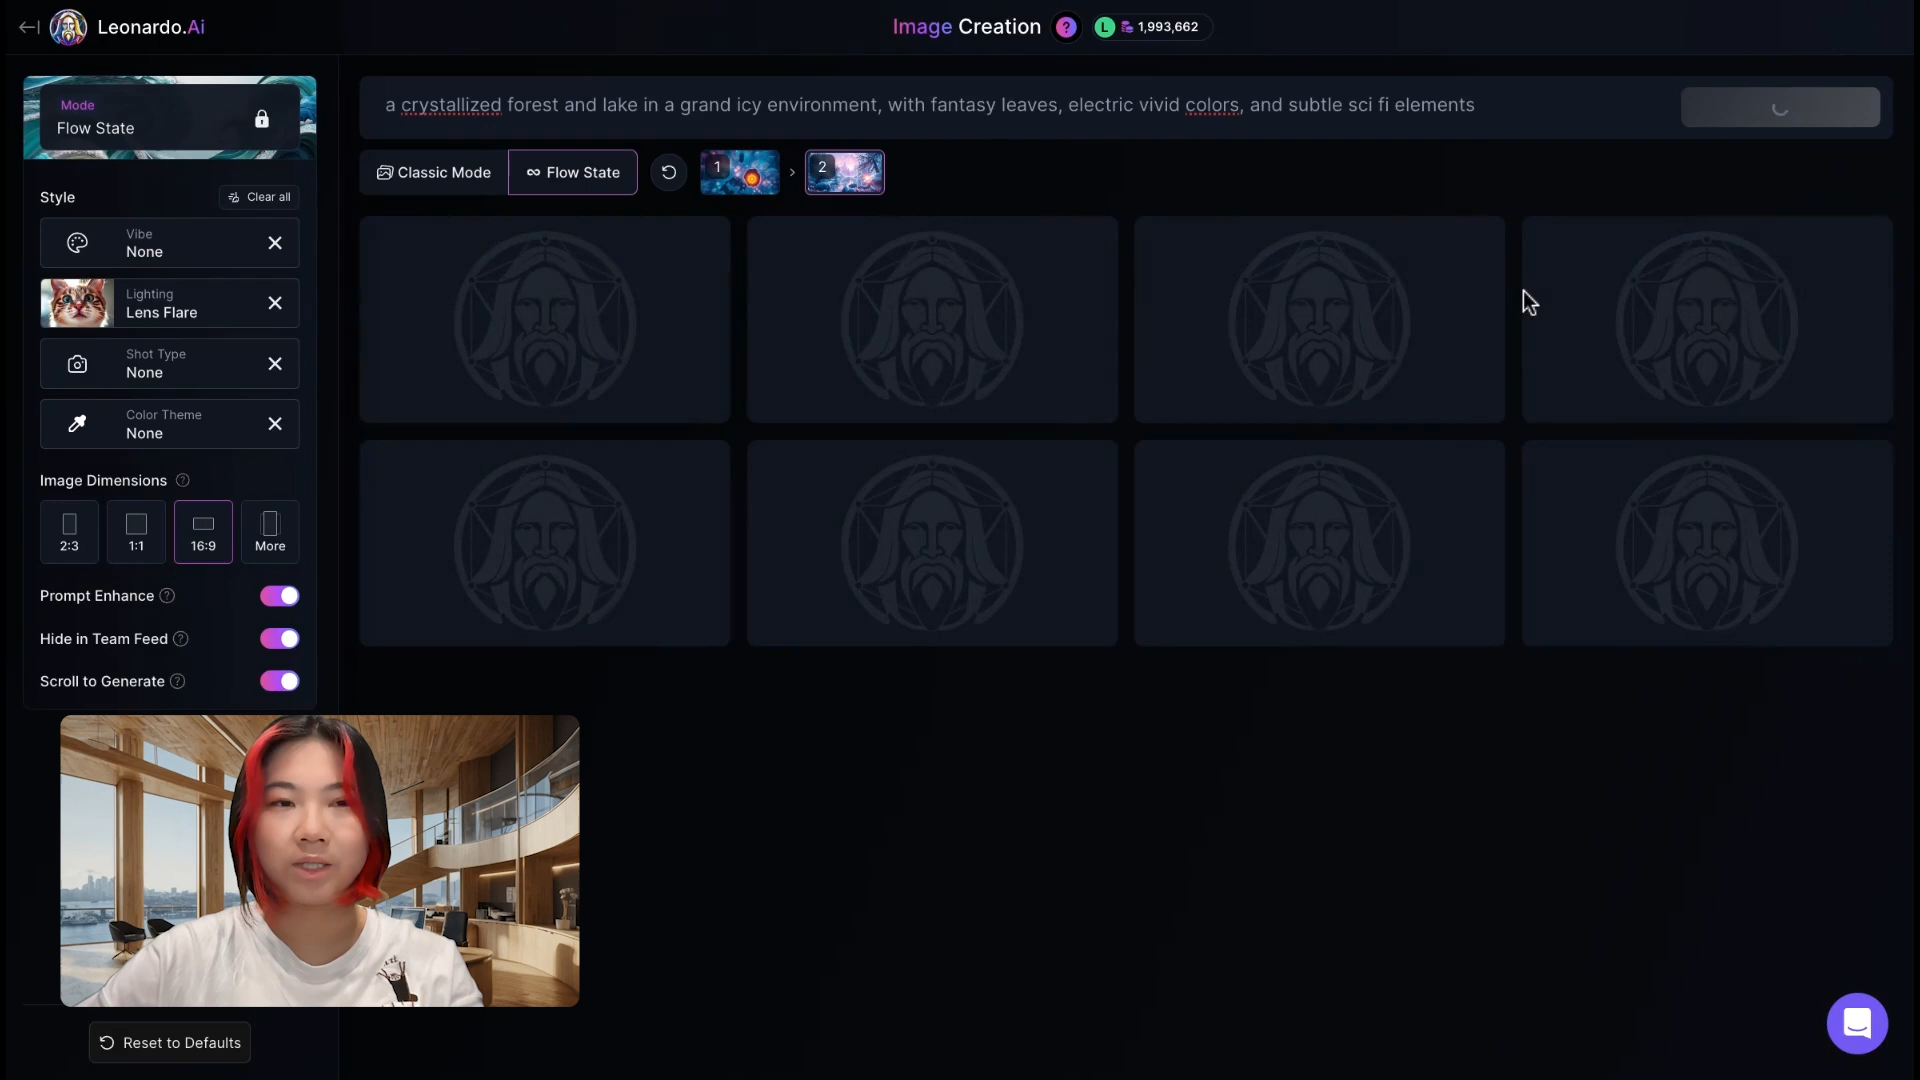 Leonardo.Ai
Image Creation
?
L
1,993,662
Mode
Flow State
a crystallized forest and lake in a grand icy environment, with fantasy leaves, electric vivid colors, and subtle sci fi elements
Classic Mode
Flow State
1
2
Style
Clear all
Vibe
None
Lighting
Lens Flare
Shot Type
None
Color Theme
None
Image Dimensions ?
2:3
1:1
16:9
More
Prompt Enhance ?
Hide in Team Feed ?
Scroll to Generate ?
Reset to Defaults